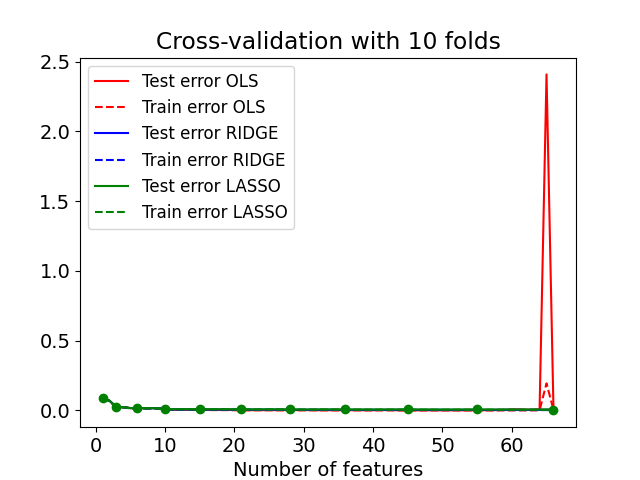 Cross-validation with 10 folds
2.5
2.0
1.5
1.0
0.5
0.0
Test error OLS
Train error OLS
Test error RIDGE
Train error RIDGE
Test error LASSO
Train error LASSO
0 10 20 30 40 50 60
Number of features